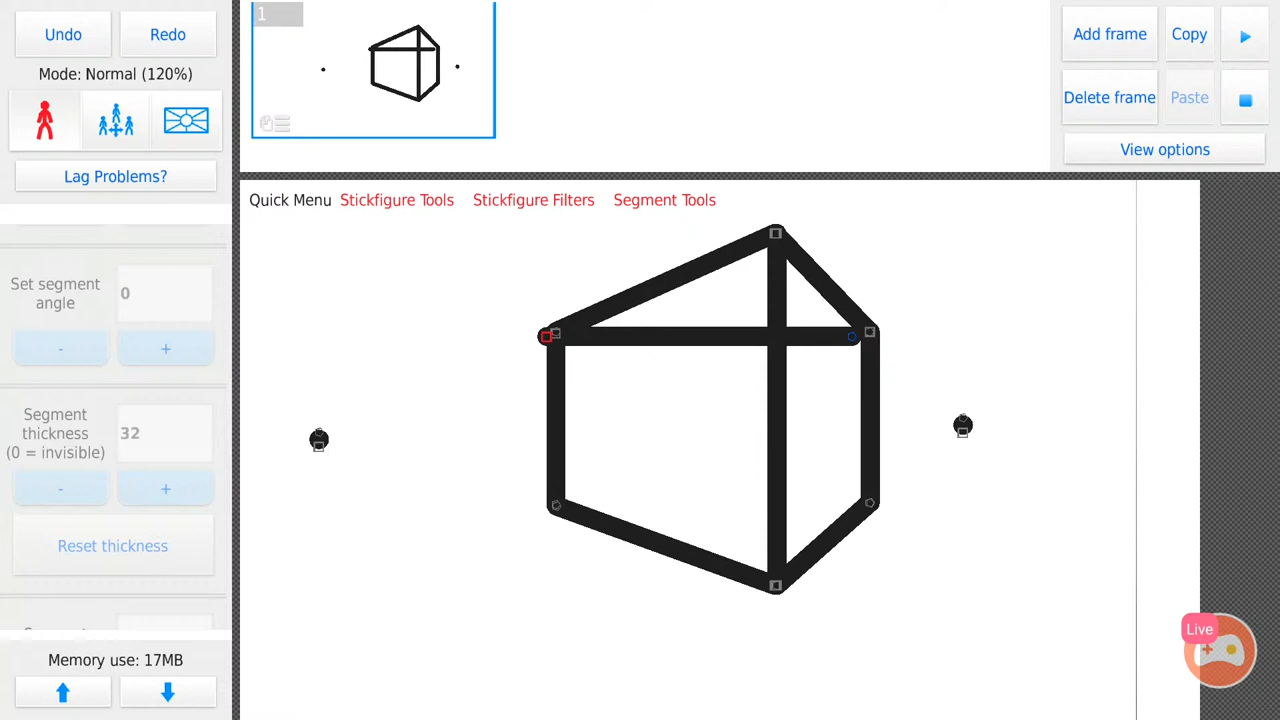 Undo
Redo
Mode: Normal (120%)
Lag Problems?
Set segment
angle
0
-
+
Segment
thickness
(0 = invisible)
32
-
+
Reset thickness
Memory use: 17MB
1
Add frame
Copy
Delete frame
Paste
View options
Quick Menu
Stickfigure Tools
Stickfigure Filters
Segment Tools
Live